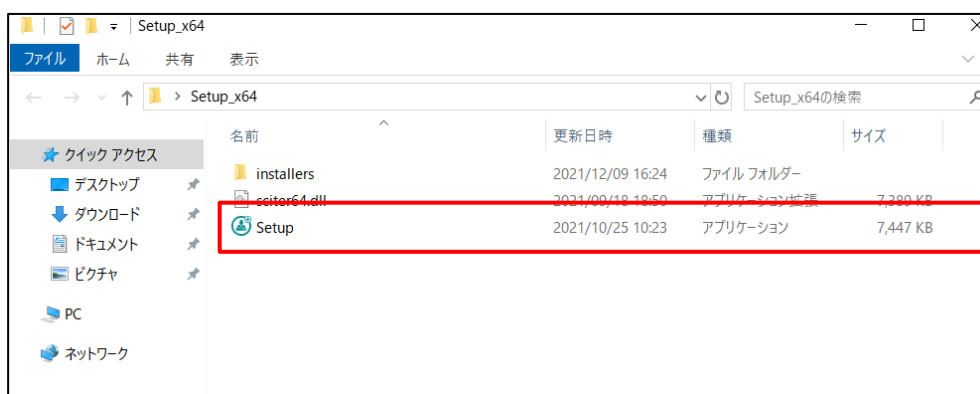 Setup_x64
ファイル ホーム 共有 表示
Setup_x64 Setup_x64の検索
名前 更新日時 種類 サイズ
クイック アクセス
installers 2021/12/09 16:24 ファイル フォルダー
デスクトップ
sciter64.dll 2021/09/18 18:50 アプリケーション拡張 7,389 KB
ダウンロード
Setup 2021/10/25 10:23 アプリケーション 7,447 KB
ドキュメント
ピクチャ
PC
ネットワーク